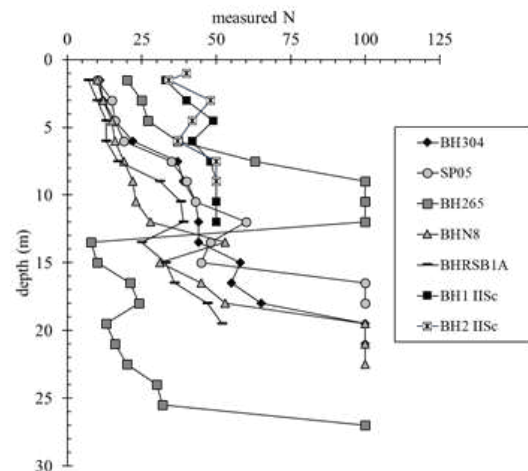 measured N
0 25 50 75 100 125
0
5
10
15
20
25
30
depth (m)
BH304
SP05
BH265
BHN8
BHRSB1A
BH1 IISc
BH2 IISc